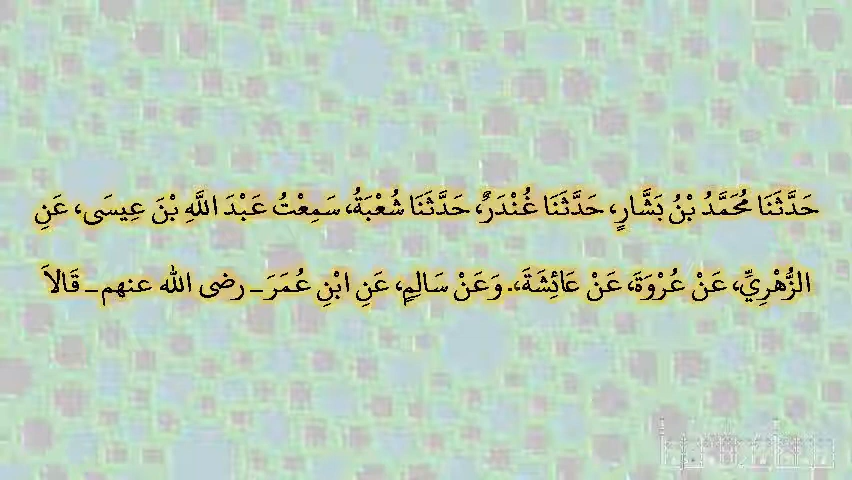 حَدَّثَنَا مُحَمَّدُ بْنُ بَشَّارٍ، حَدَّثَنَا غُنْدَرٌ، حَدَّثَنَا شُعْبَةُ، سَمِعْتُ عَبْدَ اللَّهِ بْنَ عِيسَى، عَنِ
الزُّهْرِيِّ، عَنْ عُرْوَةَ، عَنْ عَائِشَةَ،. وَعَنْ سَالِمٍ، عَنِ ابْنِ عُمَرَ ـ رضى الله عنهم ـ قَالاَ